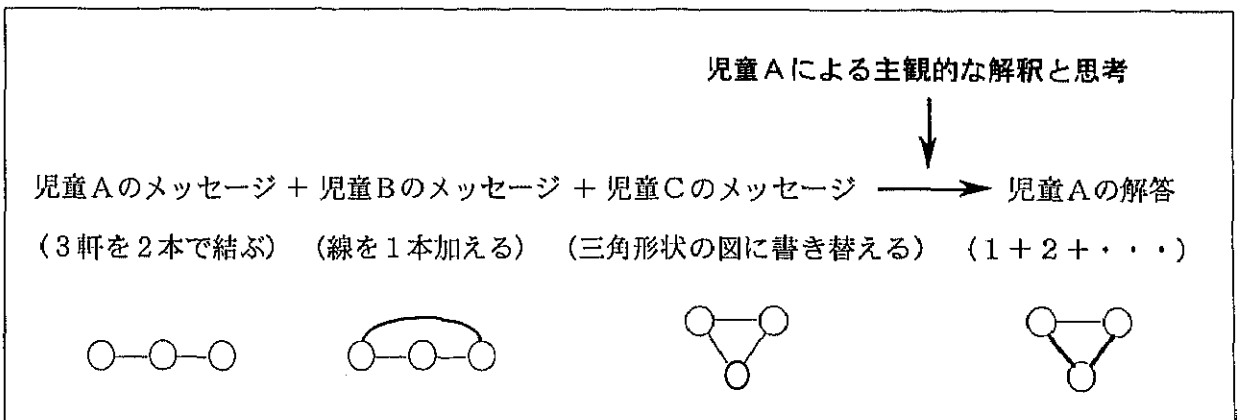 児童Aによる主観的な解釈と思考
児童Aのメッセージ + 児童Bのメッセージ + 児童Cのメッセージ 児童Aの解答
(3軒を2本で結ぶ) (線を1本加える) (三角形状の図に書き替える) (1+2+・・・)